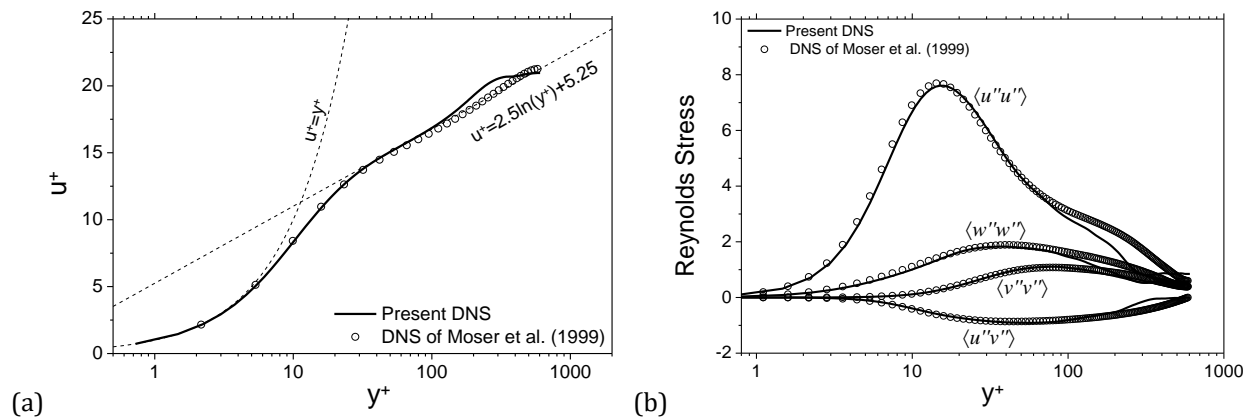 25
20
15
10
5
0
u+
1
10
100
1000
y+
u+=y+
u+=2.5ln(y+)+5.25
Present DNS
DNS of Moser et al. (1999)
(a)
10
8
6
4
2
0
-2
Reynolds Stress
1
10
100
1000
y+
Present DNS
DNS of Moser et al. (1999)
⟨u''u''⟩
⟨w''w''⟩
⟨v''v''⟩
⟨u''v''⟩
(b)